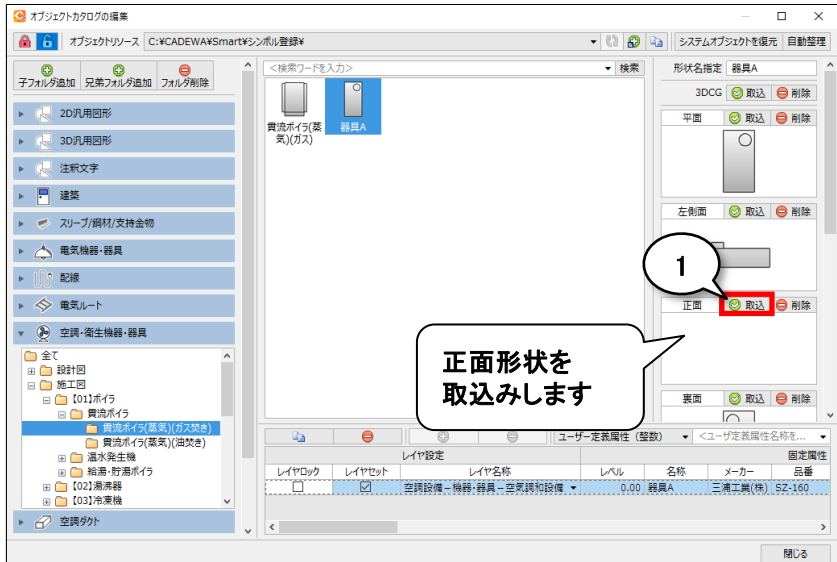 オブジェクトカタログの編集
オブジェクトリソース C:¥CADEWA¥Smart¥シンボル登録¥
システムオブジェクトを復元 自動整理
子フォルダ追加 兄弟フォルダ追加 フォルダ削除
2D汎用図形
3D汎用図形
注釈文字
建築
スリーブ/鋼材/支持金物
電気機器・器具
配線
電気ルート
空調・衛生機器・器具
全て
設計図
施工図
【01】ボイラ
貫流ボイラ
貫流ボイラ(蒸気)(ガス焚き)
貫流ボイラ(蒸気)(油焚き)
温水発生機
給湯・貯湯ボイラ
【02】湯沸器
【03】冷凍機
空調ダクト
<検索ワードを入力> 検索
貫流ボイラ(蒸
気)(ガス)
器具A
形状名指定 器具A
3DCG 取込 削除
平面 取込 削除
左側面 取込 削除
1
正面 取込 削除
正面形状を
取込みします
裏面 取込 削除
ユーザー定義属性（整数） <ユーザ定義属性名称を...
レイヤ設定 固定属性
レイヤロック レイヤセット レイヤ名称 レベル 名称 メーカー 品番
空調設備－機器・器具－空気調和設備 0.00 器具A 三浦工業(株) SZ-160
閉じる